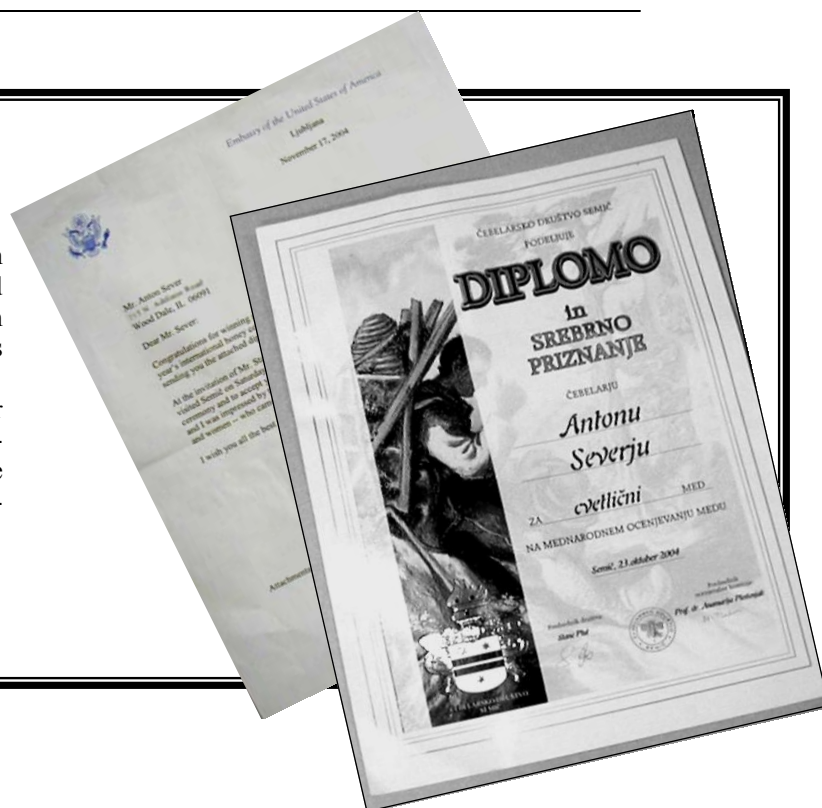 Embassy of the United States of America
Ljubljana
November 17, 2004
Mr. Anton Sever
Wood Dale, IL 06091
Dear Mr. Sever:
Congratulations for winning
year's international honey
sending you the attached
At the invitation of Mr.
visited Semič on Saturday
ceremony and to accept
and I was impressed by
and women – who
I wish you all the best
ČEBELARSKO DRUŠTVO SEMIČ
PODELJUJE
DIPLOMO
in
SREBRNO
PRIZNANJE
ČEBELARJU
Antonu
Severju
ZA cvetlični MED
NA MEDNARODNEM OCENJEVANJU MEDU
Semič, 23. oktober 2004
Predsednik društva
Predsednik
Prof. dr.
ČEBELARSKO DRUŠTVO
SEMIČ